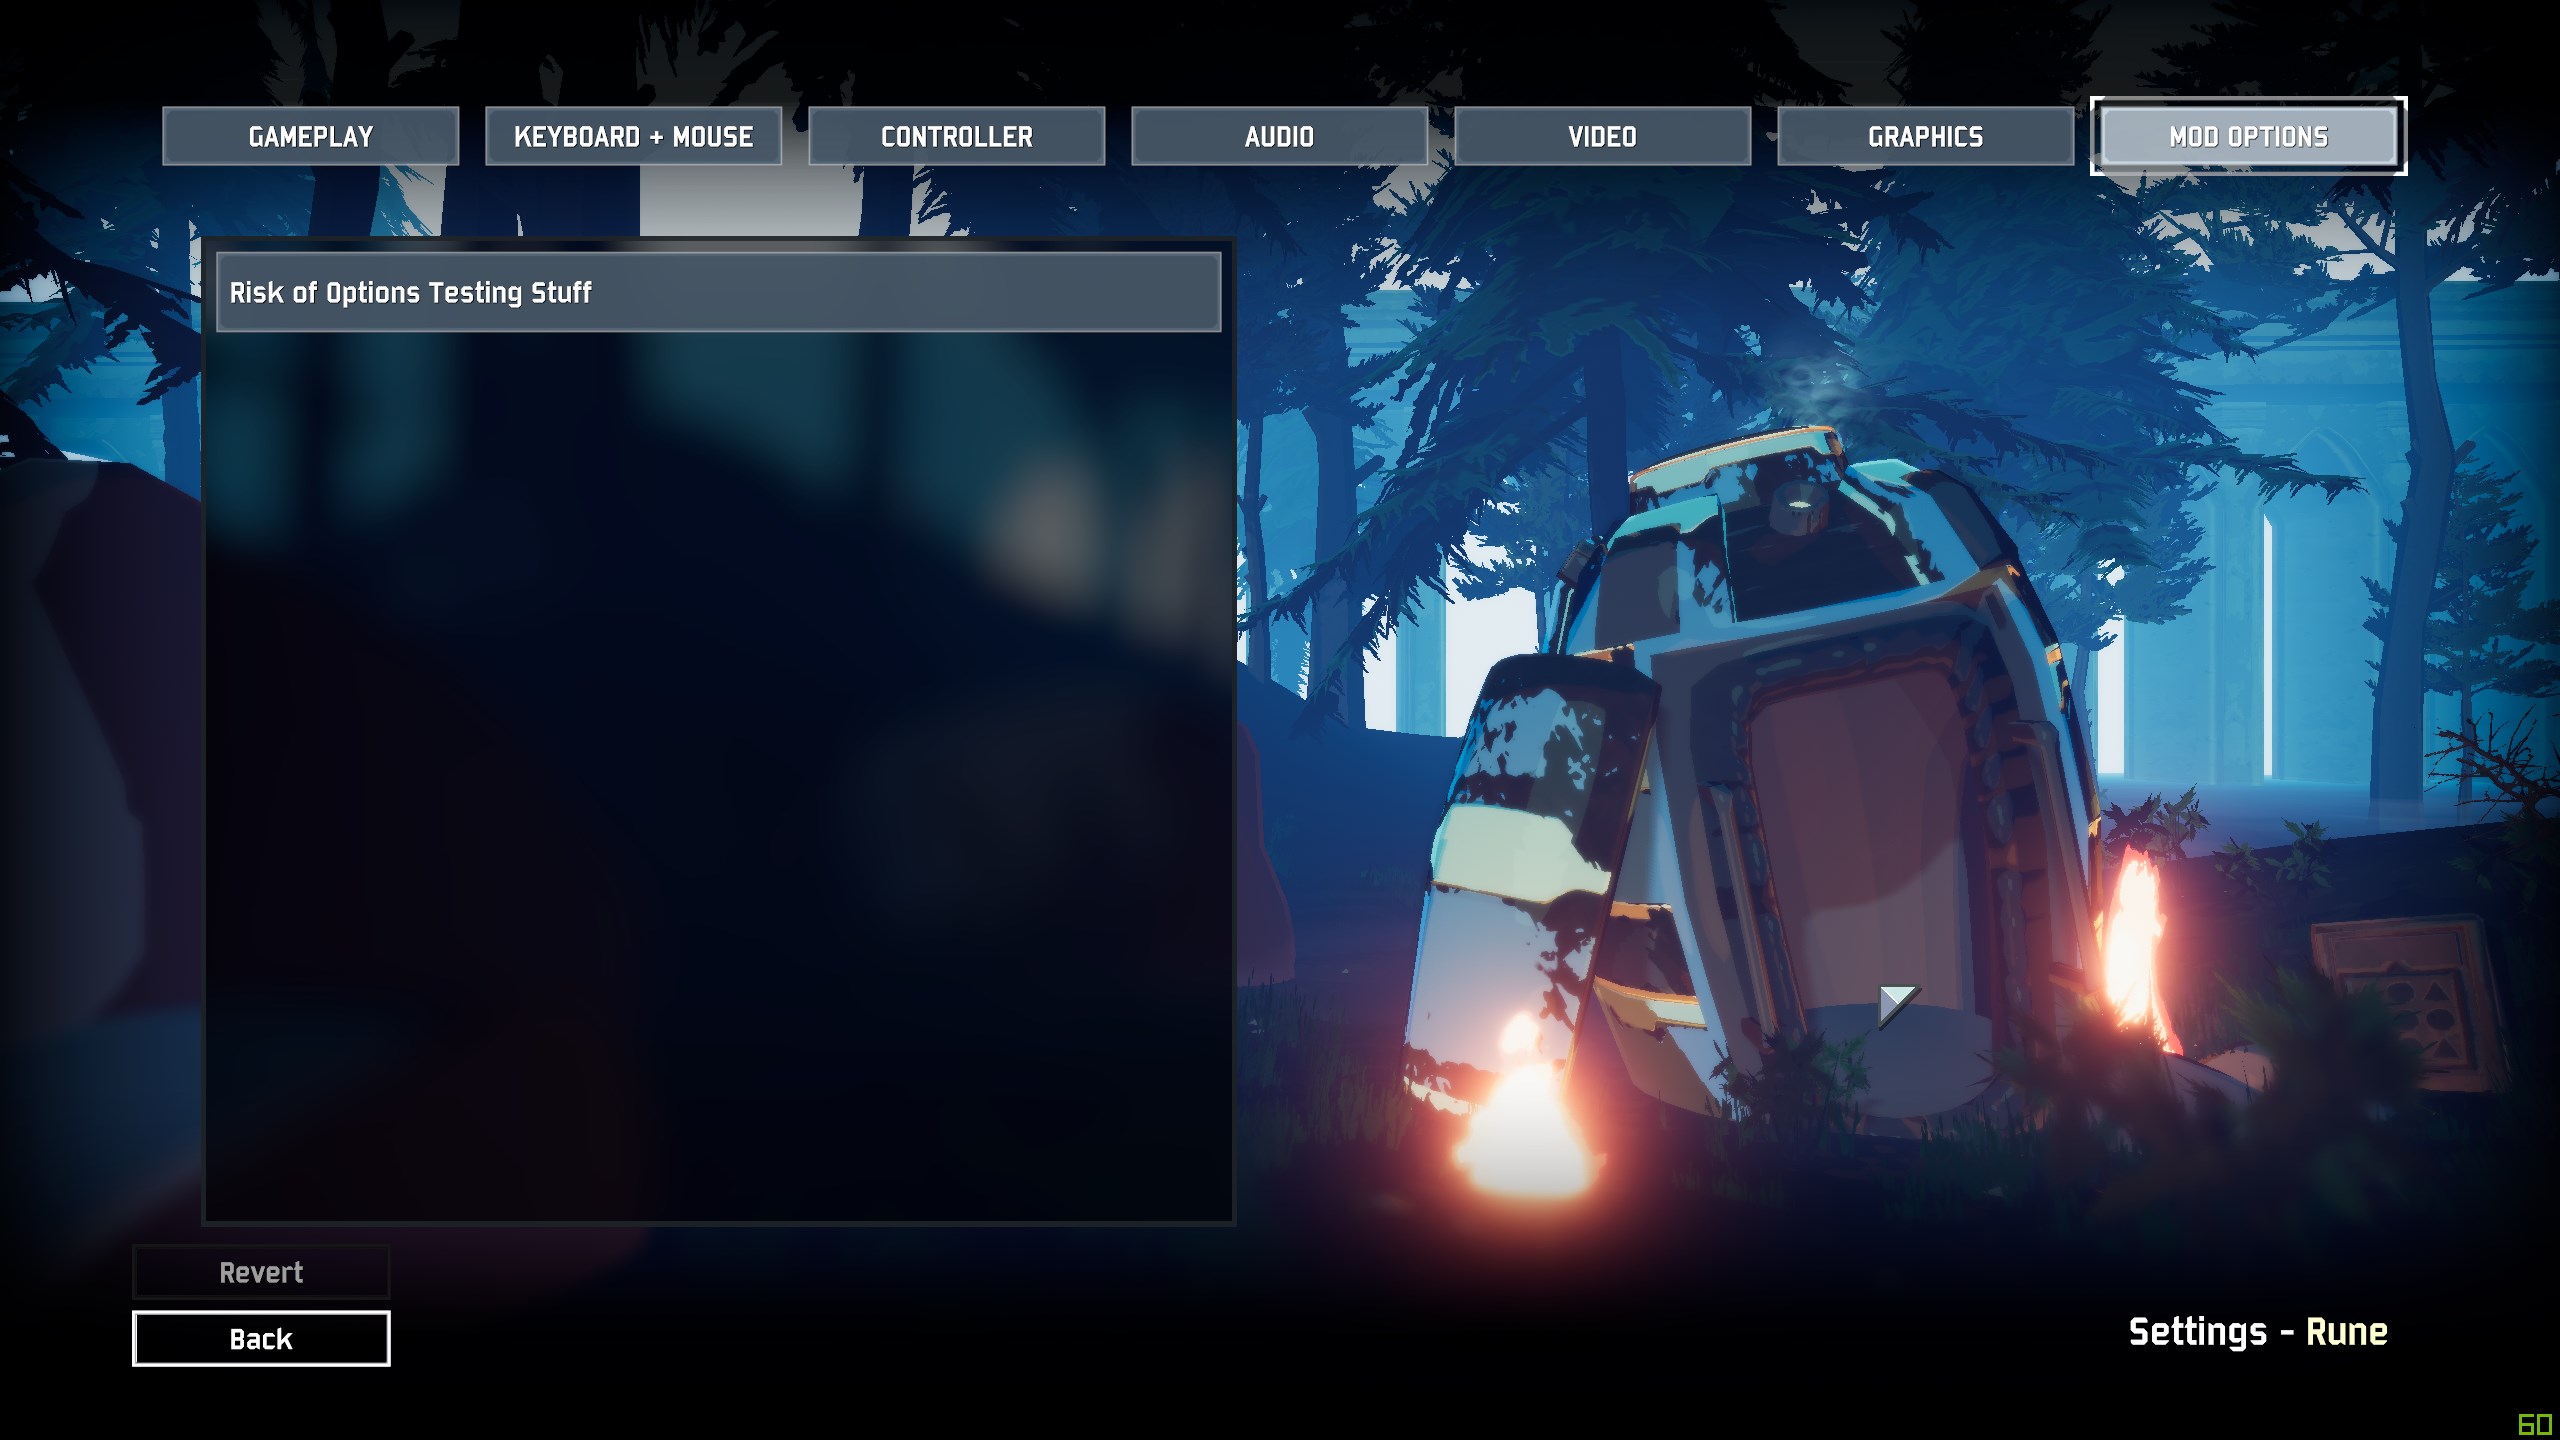 GAMEPLAY
KEYBOARD + MOUSE
CONTROLLER
AUDIO
VIDEO
GRAPHICS
MOD OPTIONS
Risk of Options Testing Stuff
Revert
Back
Settings - Rune
60